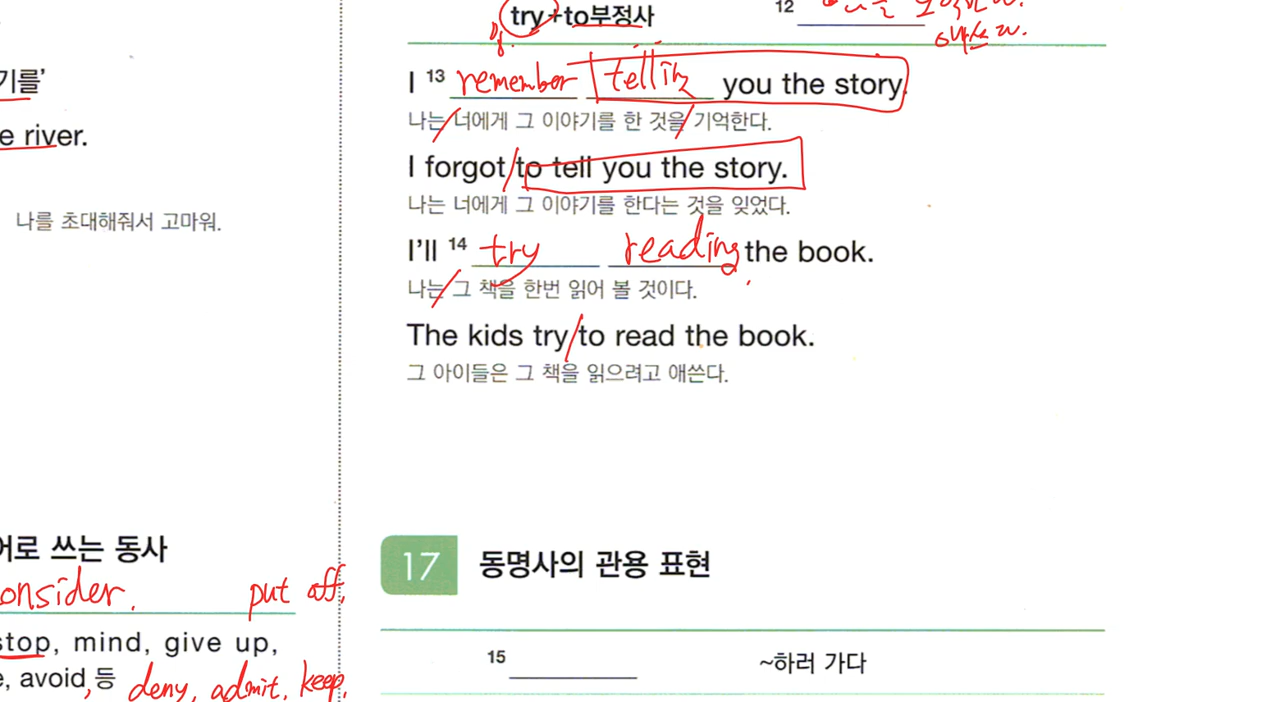 기를'
e river.
나를 초대해줘서 고마워.
어로 쓰는 동사
onsider. put off,
stop, mind, give up,
e, avoid, 등 deny, admit, keep,
try+to부정사 12
애쓰다.
I 13 remember telling you the story.
나는 너에게 그 이야기를 한 것을 기억한다.
I forgot to tell you the story.
나는 너에게 그 이야기를 한다는 것을 잊었다.
I'll 14 try reading the book.
나는 그 책을 한번 읽어 볼 것이다.
The kids try to read the book.
그 아이들은 그 책을 읽으려고 애쓴다.
17 동명사의 관용 표현
15 ~하러 가다